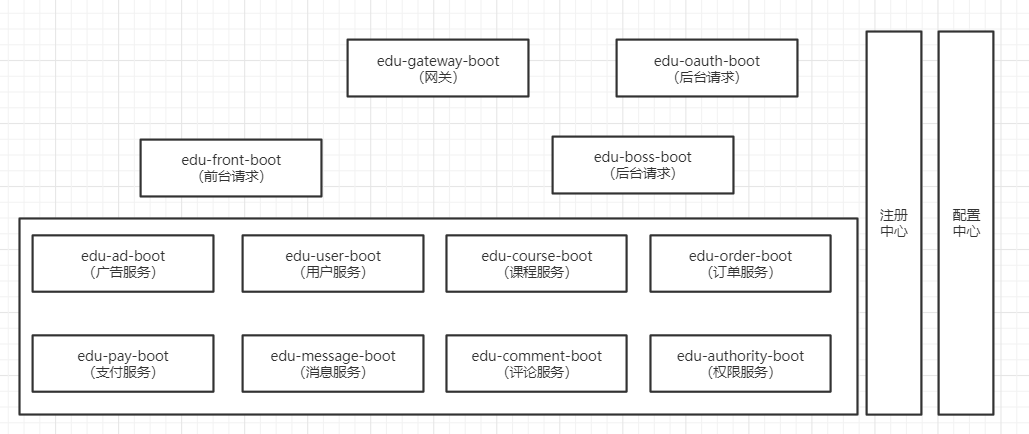 edu-gateway-boot
（网关）
edu-oauth-boot
（后台请求）
edu-front-boot
（前台请求）
edu-boss-boot
（后台请求）
edu-ad-boot
（广告服务）
edu-user-boot
（用户服务）
edu-course-boot
（课程服务）
edu-order-boot
（订单服务）
edu-pay-boot
（支付服务）
edu-message-boot
（消息服务）
edu-comment-boot
（评论服务）
edu-authority-boot
（权限服务）
注册
中心
配置
中心